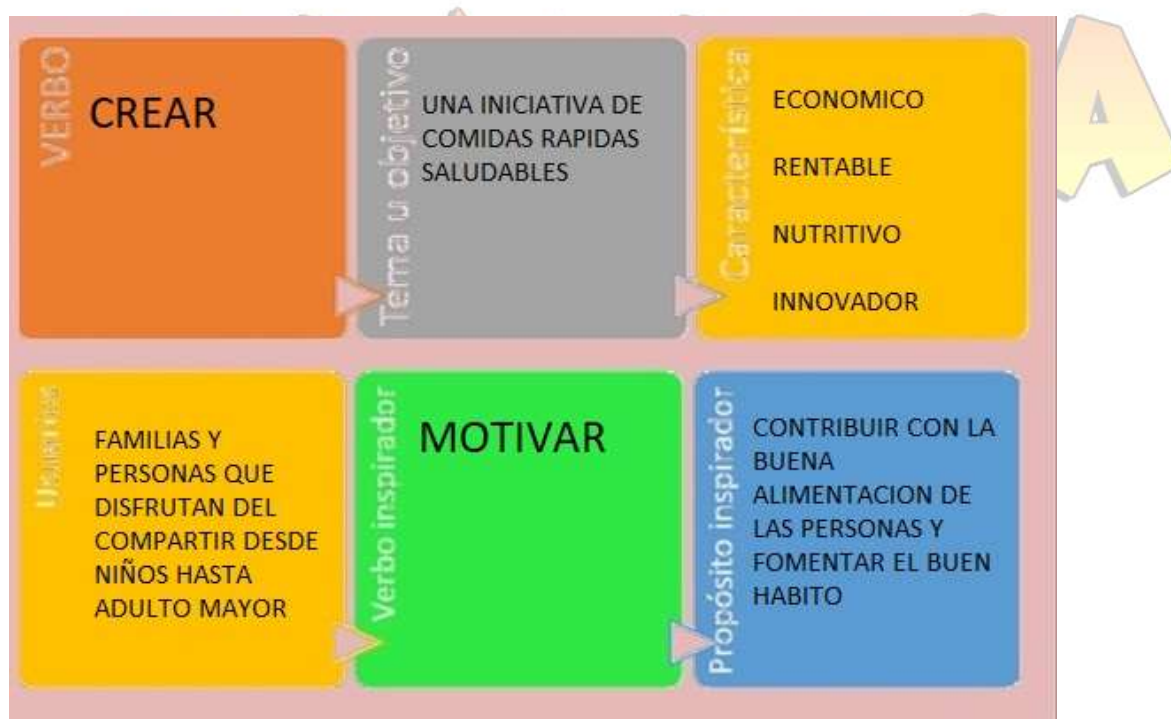 VERBO
CREAR
Tema u objetivo
UNA INICIATIVA DE
COMIDAS RAPIDAS
SALUDABLES
Característica
ECONOMICO
RENTABLE
NUTRITIVO
INNOVADOR
Usuarios
FAMILIAS Y
PERSONAS QUE
DISFRUTAN DEL
COMPARTIR DESDE
NIÑOS HASTA
ADULTO MAYOR
Verbo inspirador
MOTIVAR
Propósito inspirador
CONTRIBUIR CON LA
BUENA
ALIMENTACION DE
LAS PERSONAS Y
FOMENTAR EL BUEN
HABITO
A